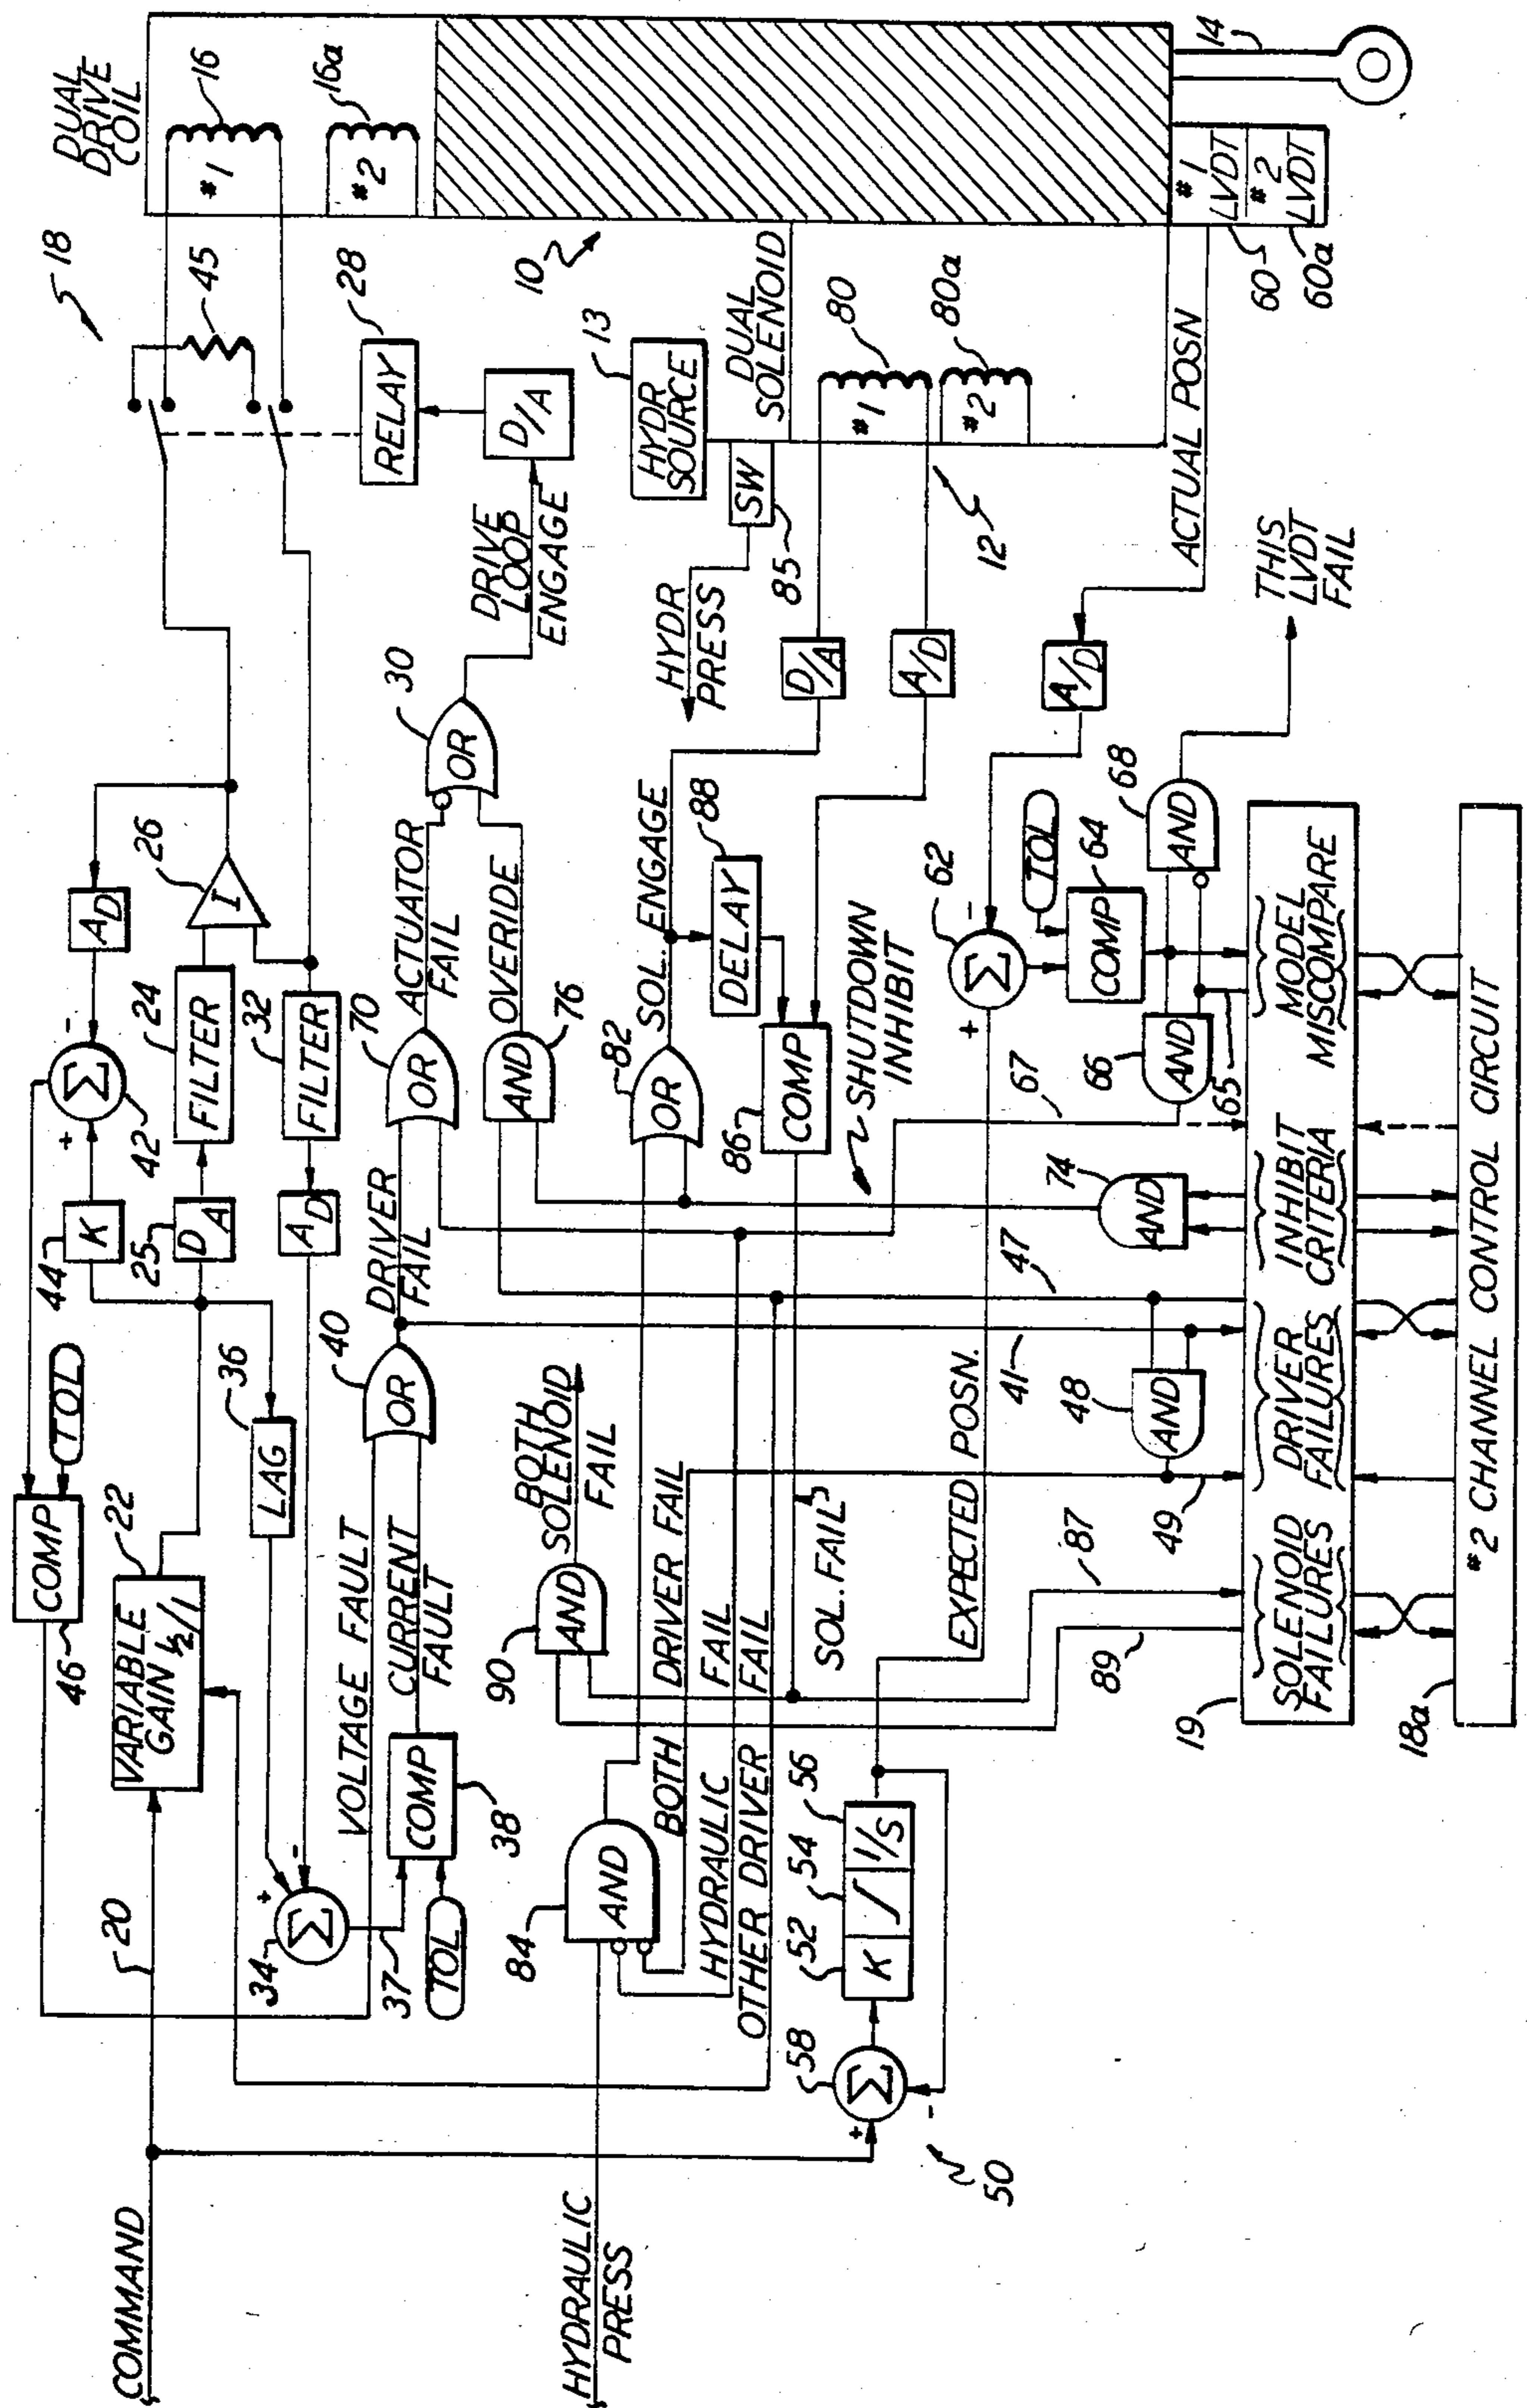 COMMAND
20
VARIABLE
GAIN ½/1
22
COMP
46
TOL
44
K
42
+
Σ
-
A/D
25
D/A
24
FILTER
26
I
32
FILTER
A/D
36
LAG
34
+
-
Σ
37
TOL
COMP
38
VOLTAGE FAULT
CURRENT
FAULT
40
OR
DRIVER
FAIL
70
OR
ACTUATOR
FAIL
OVERRIDE
AND
76
30
OR
DRIVE
LOOP
ENGAGE
D/A
RELAY
28
18
45
DUAL
DRIVE
COIL
#1
16
#2
16a
10
HYDRAULIC
PRESS
84
AND
BOTH DRIVER FAIL
HYDRAULIC FAIL
OTHER DRIVER FAIL
90
AND
BOTH
SOLENOID
FAIL
82
OR
SOL. ENGAGE
DELAY
88
86
COMP
SOL. FAIL
SHUTDOWN
INHIBIT
HYDR
PRESS
SW
85
HYDR
SOURCE
13
DUAL
SOLENOID
D/A
A/D
#1
80
#2
80a
12
50
58
+
-
Σ
52
54
56
K
∫
1/S
EXPECTED POSN.
62
+
-
Σ
TOL
COMP
64
A/D
ACTUAL POSN
#1
LVDT
#2
LVDT
60
60a
14
THIS
LVDT
FAIL
68
AND
66
AND
65
67
74
AND
47
41
48
AND
49
87
89
19
SOLENOID
FAILURES
DRIVER
FAILURES
INHIBIT
CRITERIA
MODEL
MISCOMPARE
18a
#2 CHANNEL CONTROL CIRCUIT